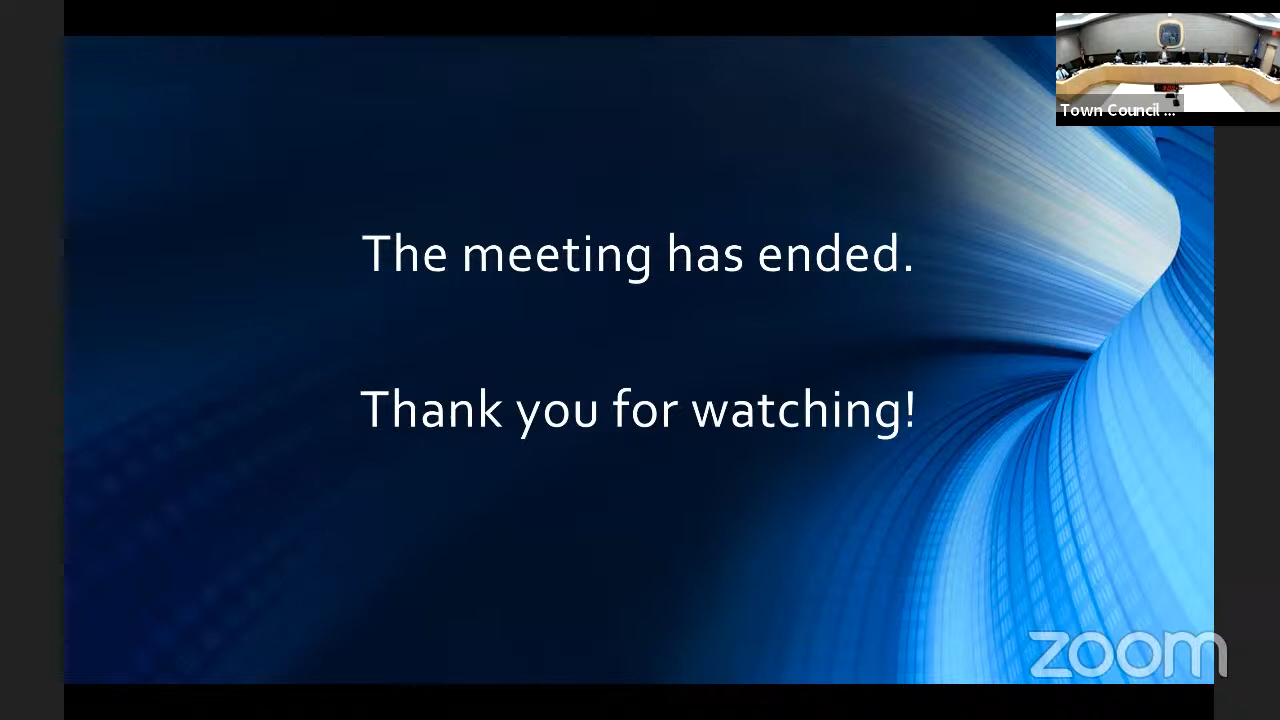 Town Council ...
The meeting has ended.
Thank you for watching!
zoom